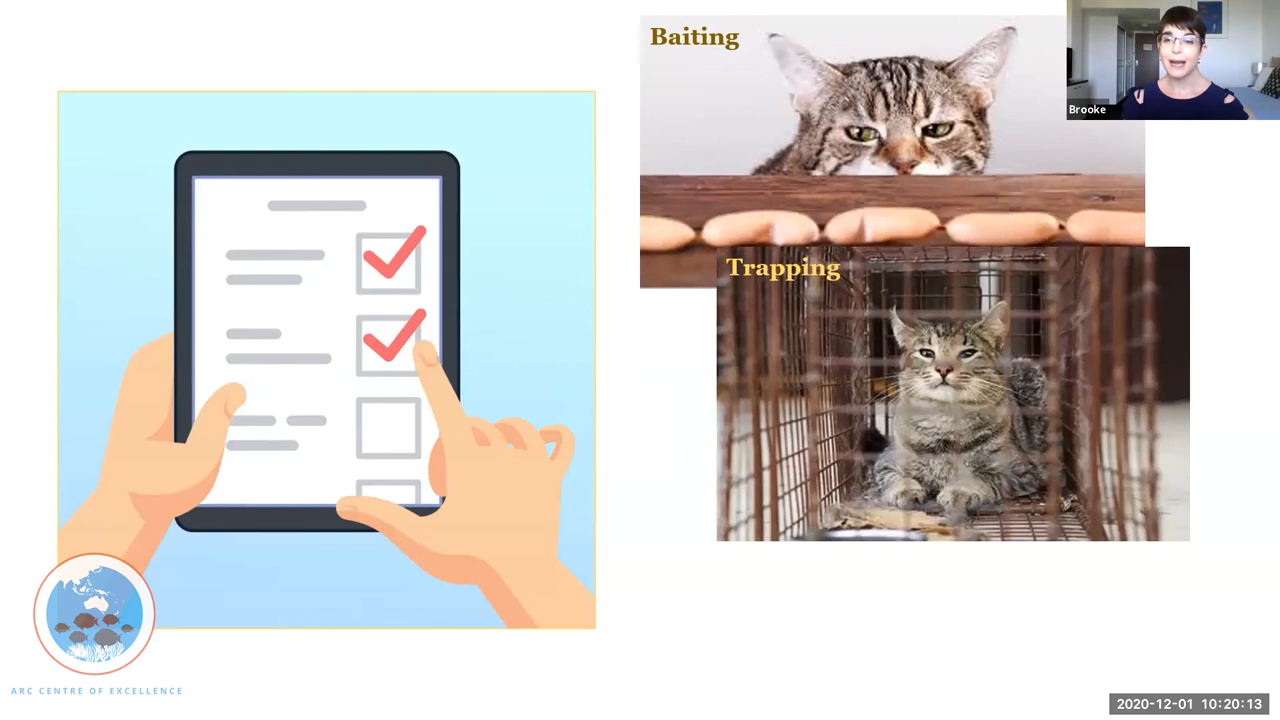 Baiting
Brooke
Trapping
ARC CENTRE OF EXCELLENCE
2020-12-01 10:20:13